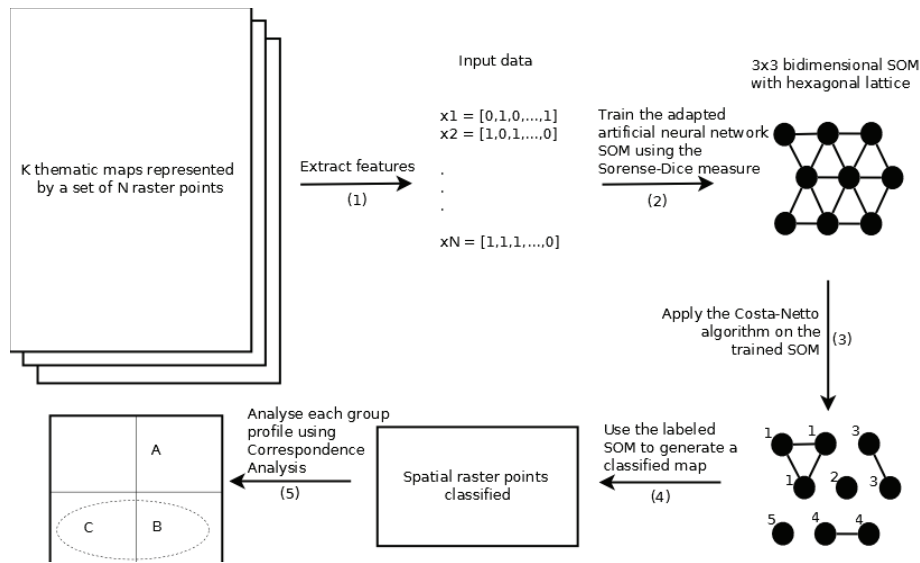 K thematic maps represented
by a set of N raster points
Extract features
(1)
Input data
x1 = [0,1,0,...,1]
x2 = [1,0,1,...,0]
.
.
.
xN = [1,1,1,...,0]
Train the adapted
artificial neural network
SOM using the
Sorense-Dice measure
(2)
3x3 bidimensional SOM
with hexagonal lattice
Apply the Costa-Netto
algorithm on the
trained SOM
(3)
1 1 3
1 2 3
5 4 4
Use the labeled
SOM to generate a
classified map
(4)
Spatial raster points
classified
Analyse each group
profile using
Correspondence
Analysis
(5)
A
C B